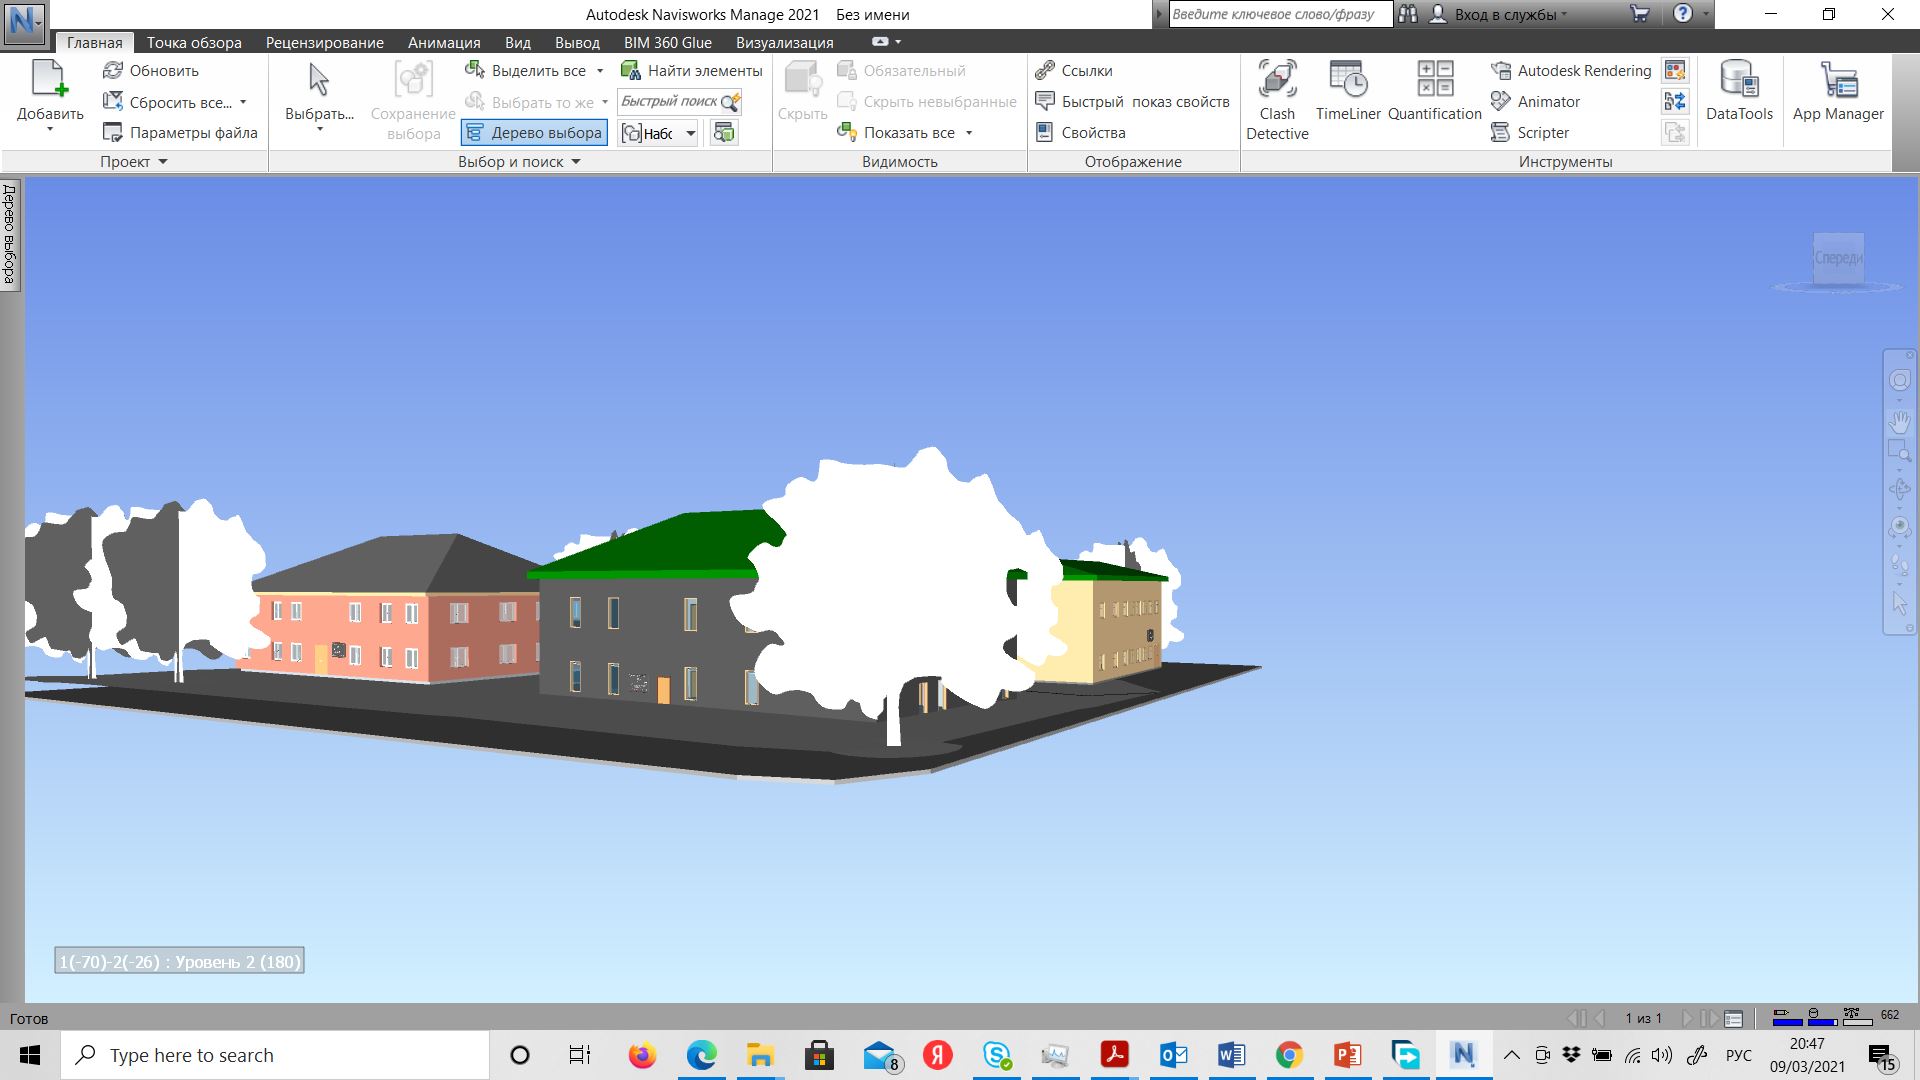 Autodesk Navisworks Manage 2021 Без имени
Введите ключевое слово/фразу
Вход в службы
Главная Точка обзора Рецензирование Анимация Вид Вывод BIM 360 Glue Визуализация
Добавить
Обновить
Сбросить все...
Параметры файла
Проект
Выбрать...
Сохранение
выбора
Выделить все
Выбрать то же
Дерево выбора
Найти элементы
Быстрый поиск
Набс
Выбор и поиск
Скрыть
Обязательный
Скрыть невыбранные
Показать все
Видимость
Ссылки
Быстрый показ свойств
Свойства
Отображение
Clash
Detective
TimeLiner
Quantification
Autodesk Rendering
Animator
Scripter
DataTools
App Manager
Инструменты
Дерево выбора
Спереди
1(-70)-2(-26) : Уровень 2 (180)
Готов
1 из 1
662
Type here to search
8
РУС
20:47
09/03/2021
15